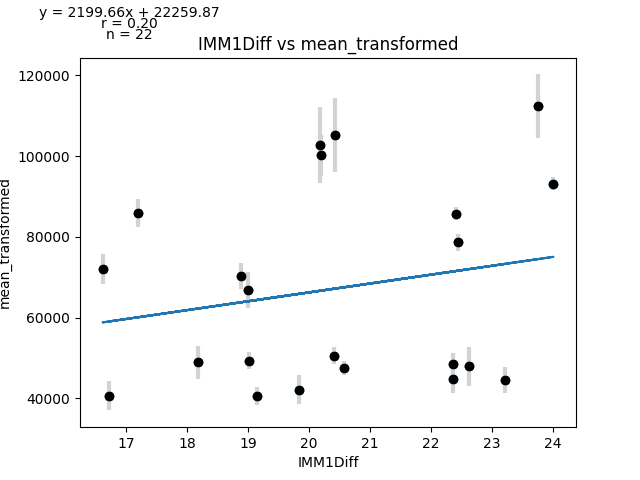 y = 2199.66x + 22259.87
r = 0.20
n = 22
IMM1Diff vs mean_transformed
120000
100000
80000
60000
40000
mean_transformed
17 18 19 20 21 22 23 24
IMM1Diff